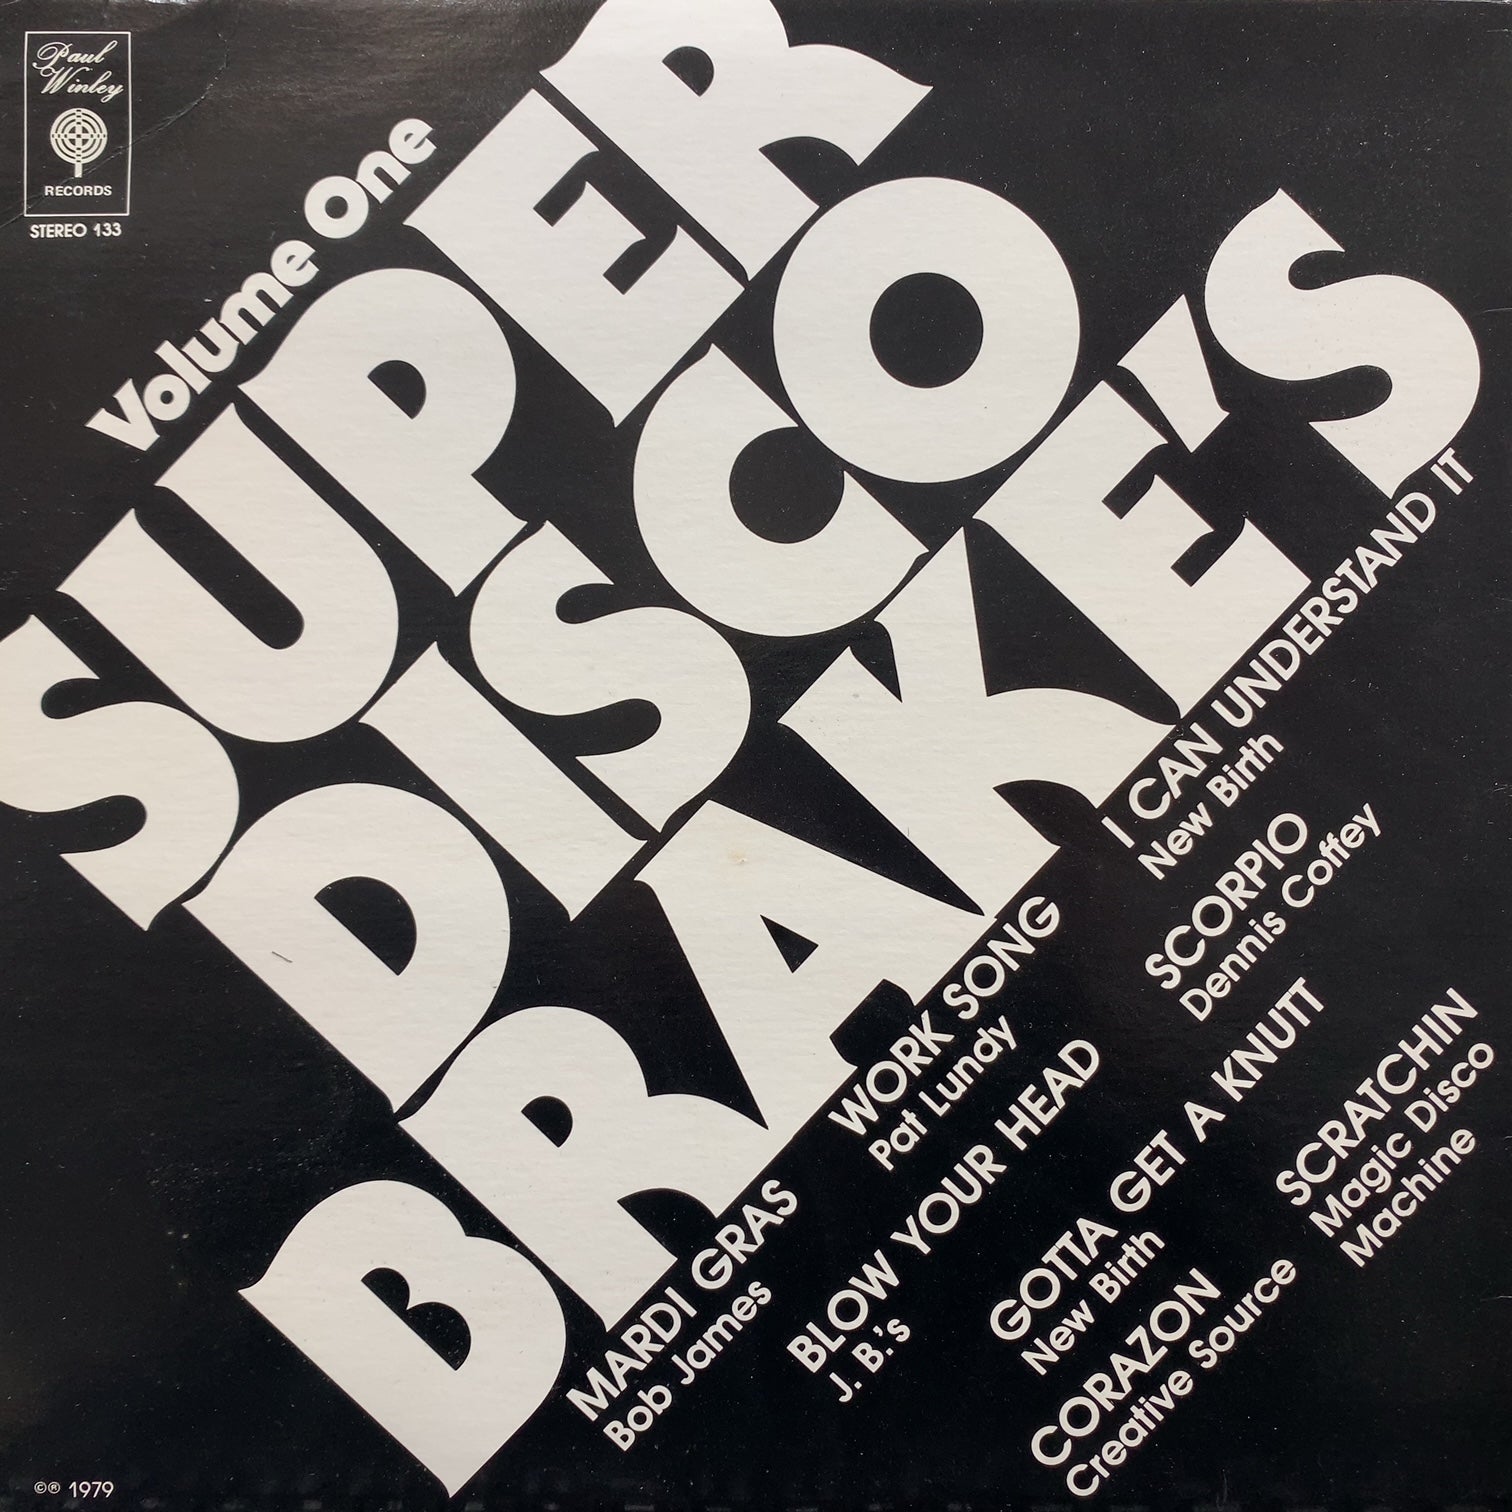 Paul
Winley
RECORDS
STEREO 133
Volume One
SUPER
DISCO
BRAKE'S
I CAN UNDERSTAND IT
New Birth
WORK SONG
Pat Lundy
SCORPIO
Dennis Coffey
MARDI GRAS
Bob James
BLOW YOUR HEAD
J. B.'s
GOTTA GET A KNUTT
New Birth
SCRATCHIN
Magic Disco
Machine
CORAZON
Creative Source
©℗ 1979